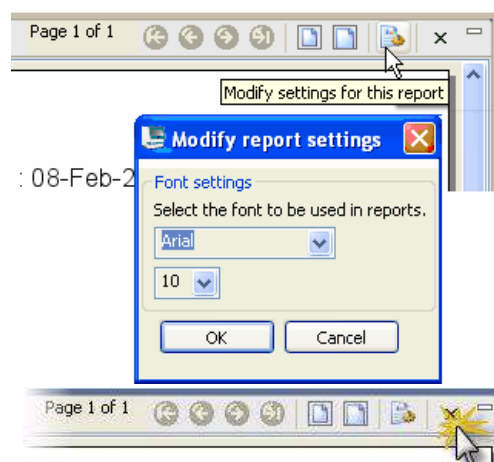 Page 1 of 1
Modify settings for this report
Modify report settings
: 08-Feb-2
Font settings
Select the font to be used in reports.
Arial
10
OK Cancel
Page 1 of 1